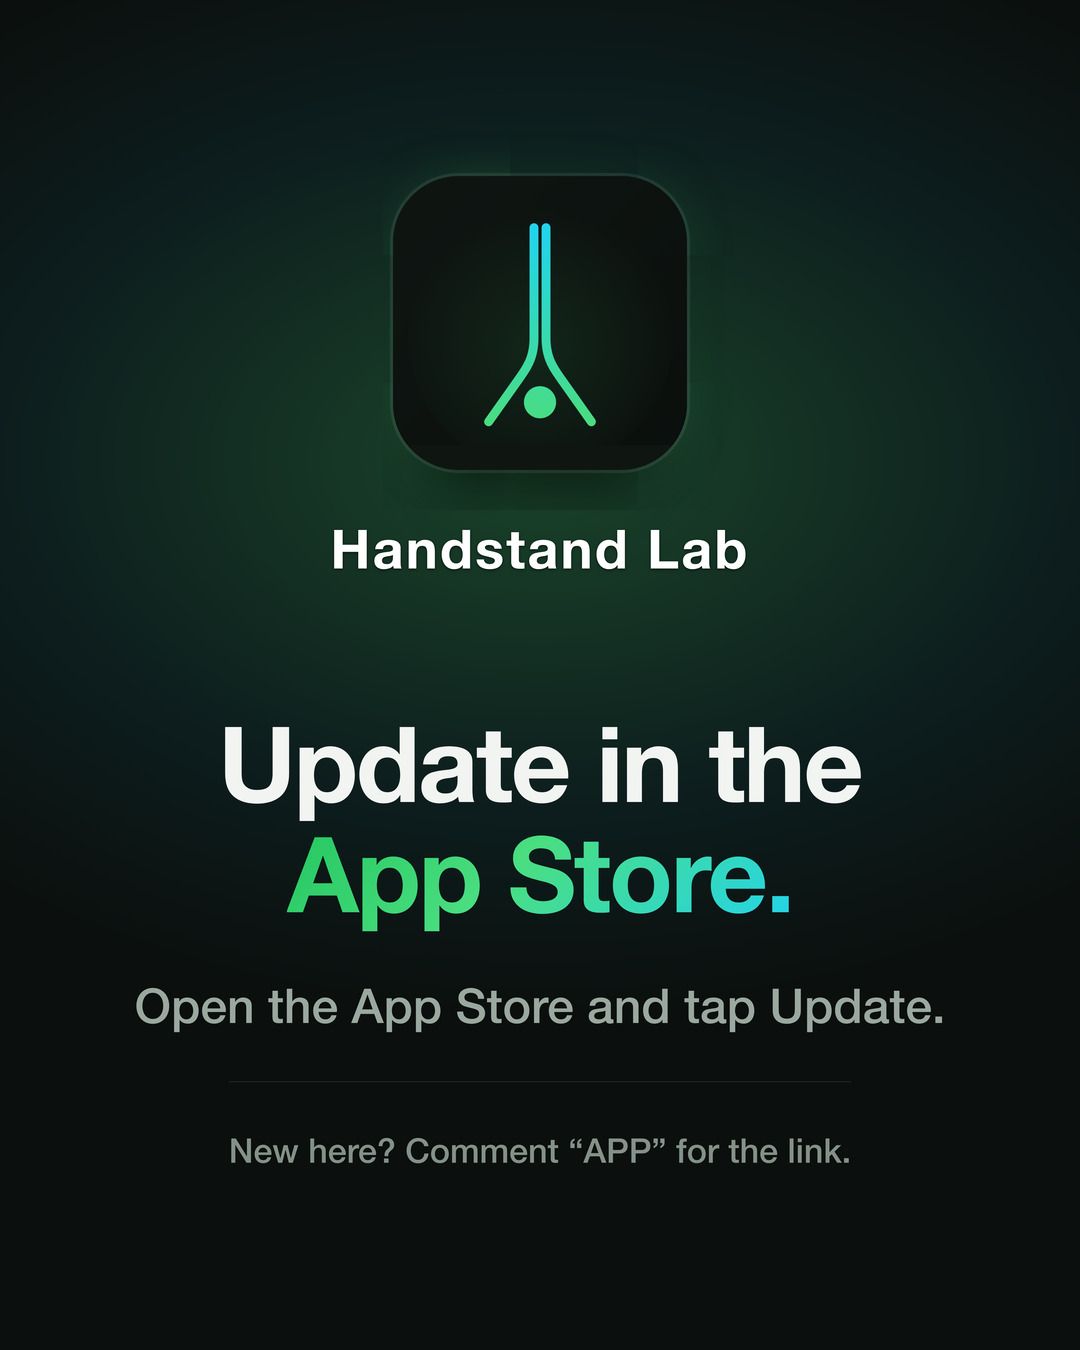 Handstand Lab
Update in the
App Store.
Open the App Store and tap Update.
New here? Comment “APP” for the link.